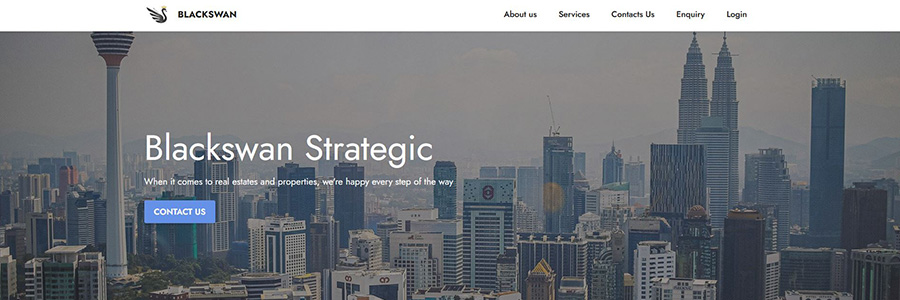 BLACKSWAN
About us
Services
Contacts Us
Enquiry
Login
Blackswan Strategic
When it comes to real estates and properties, we're happy every step of the way
CONTACT US